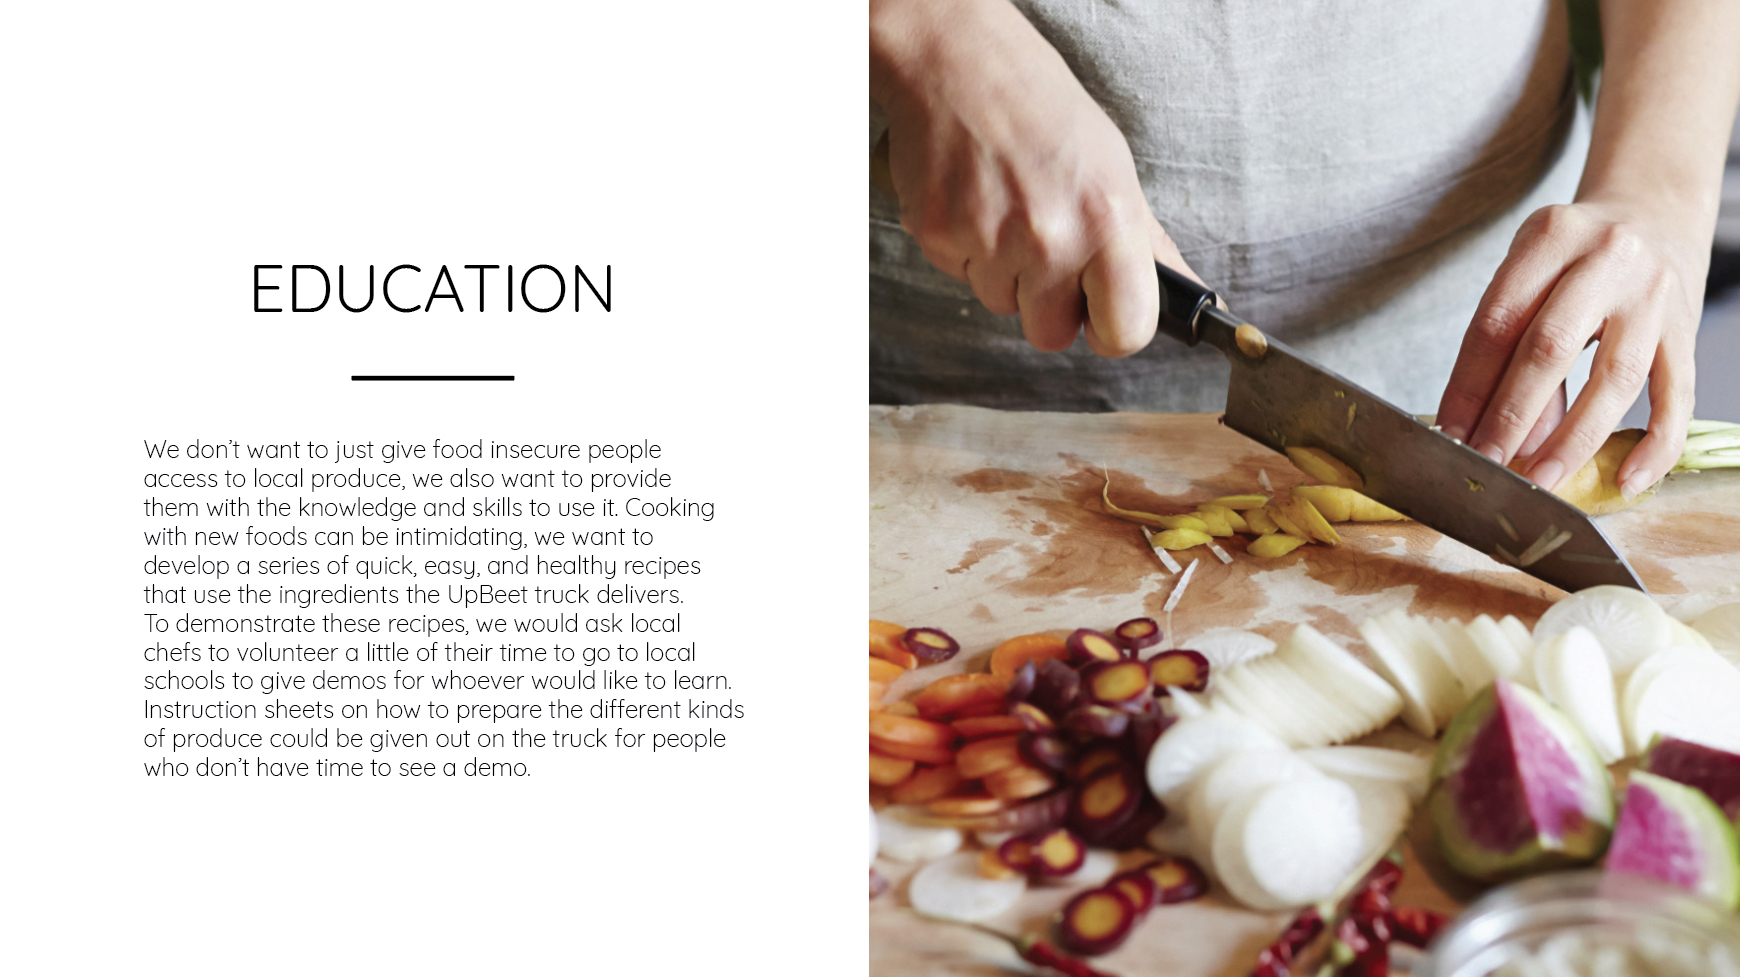 EDUCATION
We don’t want to just give food insecure people
access to local produce, we also want to provide
them with the knowledge and skills to use it. Cooking
with new foods can be intimidating, we want to
develop a series of quick, easy, and healthy recipes
that use the ingredients the UpBeet truck delivers.
To demonstrate these recipes, we would ask local
chefs to volunteer a little of their time to go to local
schools to give demos for whoever would like to learn.
Instruction sheets on how to prepare the different kinds
of produce could be given out on the truck for people
who don’t have time to see a demo.